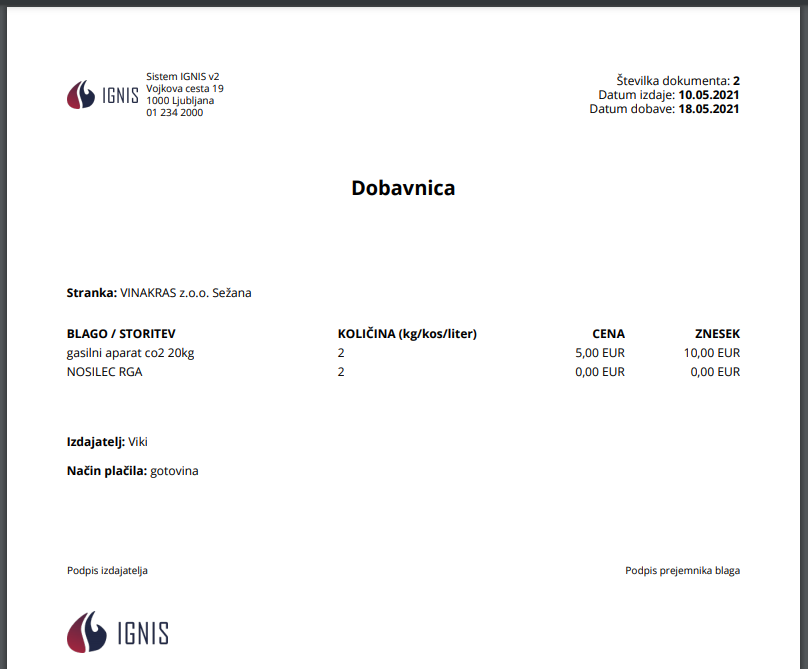 IGNIS
Sistem IGNIS v2
Vojkova cesta 19
1000 Ljubljana
01 234 2000
Številka dokumenta: 2
Datum izdaje: 10.05.2021
Datum dobave: 18.05.2021
Dobavnica
Stranka: VINAKRAS z.o.o. Sežana
BLAGO / STORITEV KOLIČINA (kg/kos/liter) CENA ZNESEK
gasilni aparat co2 20kg 2 5,00 EUR 10,00 EUR
NOSILEC RGA 2 0,00 EUR 0,00 EUR
Izdajatelj: Viki
Način plačila: gotovina
Podpis izdajatelja Podpis prejemnika blaga
IGNIS